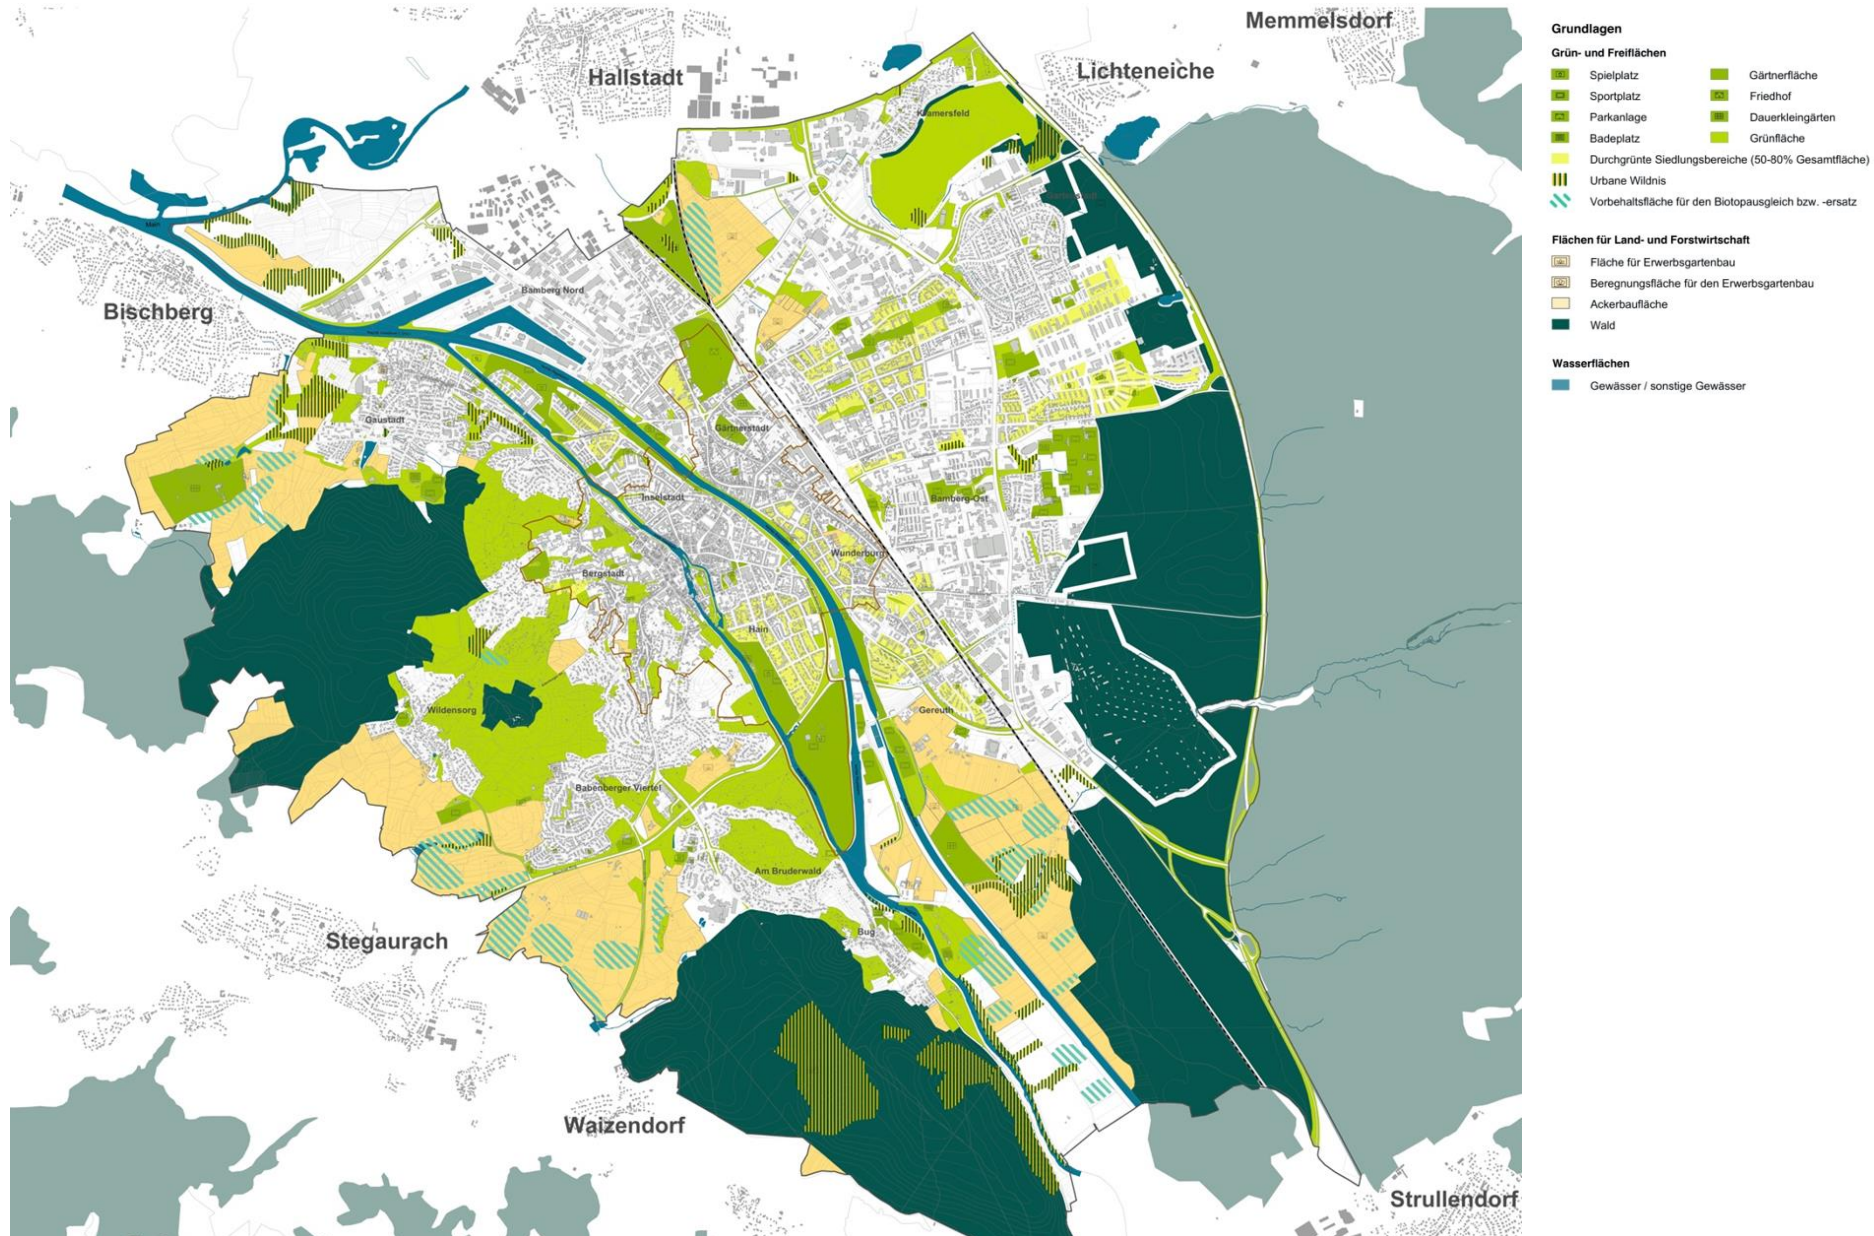 Memmelsdorf
Hallstadt
Lichteneiche
Kramersfeld
Main
Bamberg Nord
Bischberg
Gaustadt
Gärtnerstadt
Inselstadt
Bamberg-Ost
Wunderburg
Bergstadt
Hain
Wildensorg
Gereuth
Babenberger Viertel
Am Bruderwald
Bug
Stegaurach
Waizendorf
Strullendorf
Grundlagen
Grün- und Freiflächen
Spielplatz
Gärtnerfläche
Sportplatz
Friedhof
Parkanlage
Dauerkleingärten
Badeplatz
Grünfläche
Durchgrünte Siedlungsbereiche (50-80% Gesamtfläche)
Urbane Wildnis
Vorbehaltsfläche für den Biotopausgleich bzw. -ersatz
Flächen für Land- und Forstwirtschaft
Fläche für Erwerbsgartenbau
Beregnungsfläche für den Erwerbsgartenbau
Ackerbaufläche
Wald
Wasserflächen
Gewässer / sonstige Gewässer